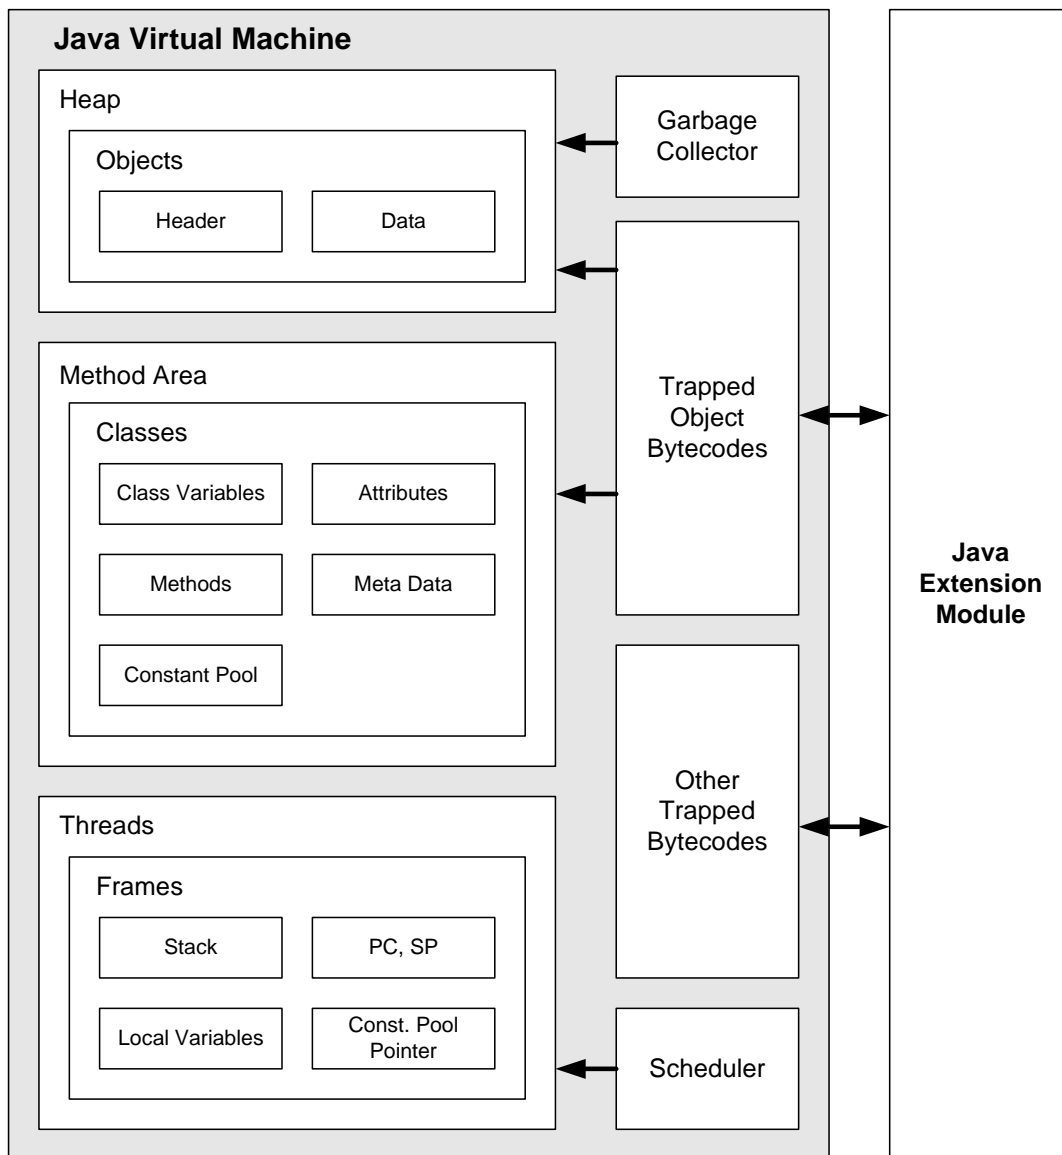 Java Virtual Machine
Heap
Objects
Header
Data
Method Area
Classes
Class Variables
Attributes
Methods
Meta Data
Constant Pool
Threads
Frames
Stack
PC, SP
Local Variables
Const. Pool
Pointer
Garbage
Collector
Trapped
Object
Bytecodes
Other
Trapped
Bytecodes
Scheduler
Java
Extension
Module